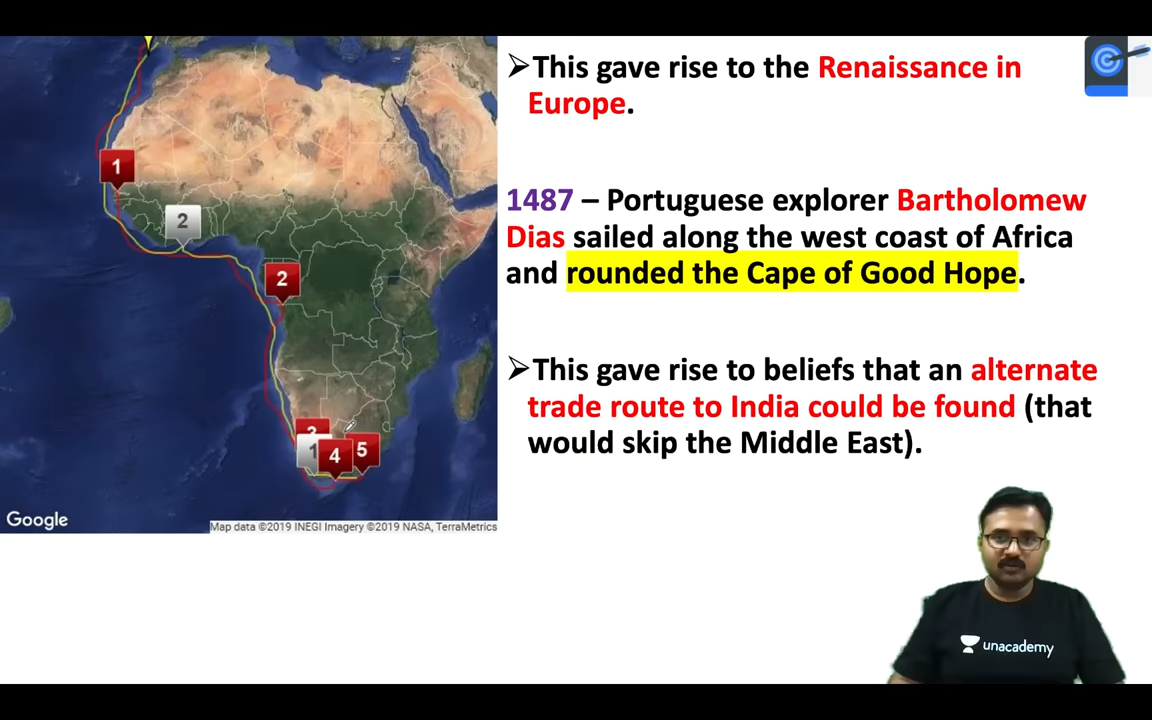 ➢This gave rise to the Renaissance in
Europe.
1487 – Portuguese explorer Bartholomew
Dias sailed along the west coast of Africa
and rounded the Cape of Good Hope.
➢This gave rise to beliefs that an alternate
trade route to India could be found (that
would skip the Middle East).
1
2
2
3
1
4
5
Google
Map data ©2019 INEGI Imagery ©2019 NASA, TerraMetrics
unacademy